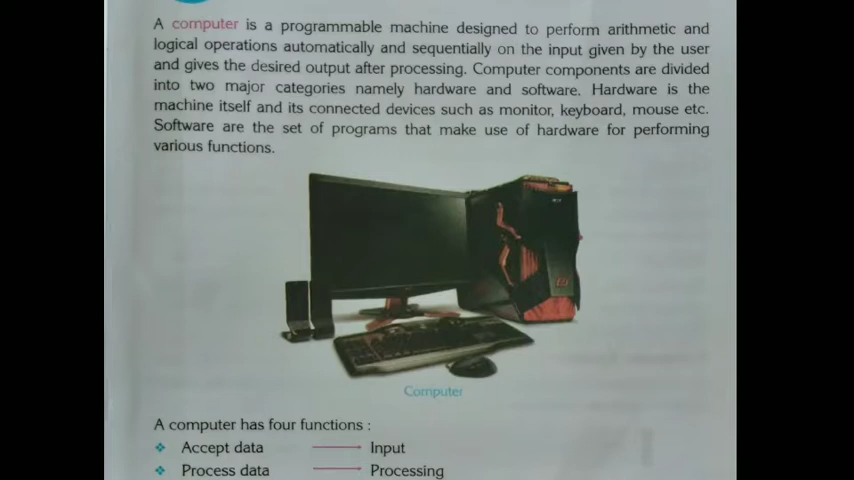 A computer is a programmable machine designed to perform arithmetic and
logical operations automatically and sequentially on the input given by the user
and gives the desired output after processing. Computer components are divided
into two major categories namely hardware and software. Hardware is the
machine itself and its connected devices such as monitor, keyboard, mouse etc.
Software are the set of programs that make use of hardware for performing
various functions.
Computer
A computer has four functions :
❖ Accept data → Input
❖ Process data → Processing